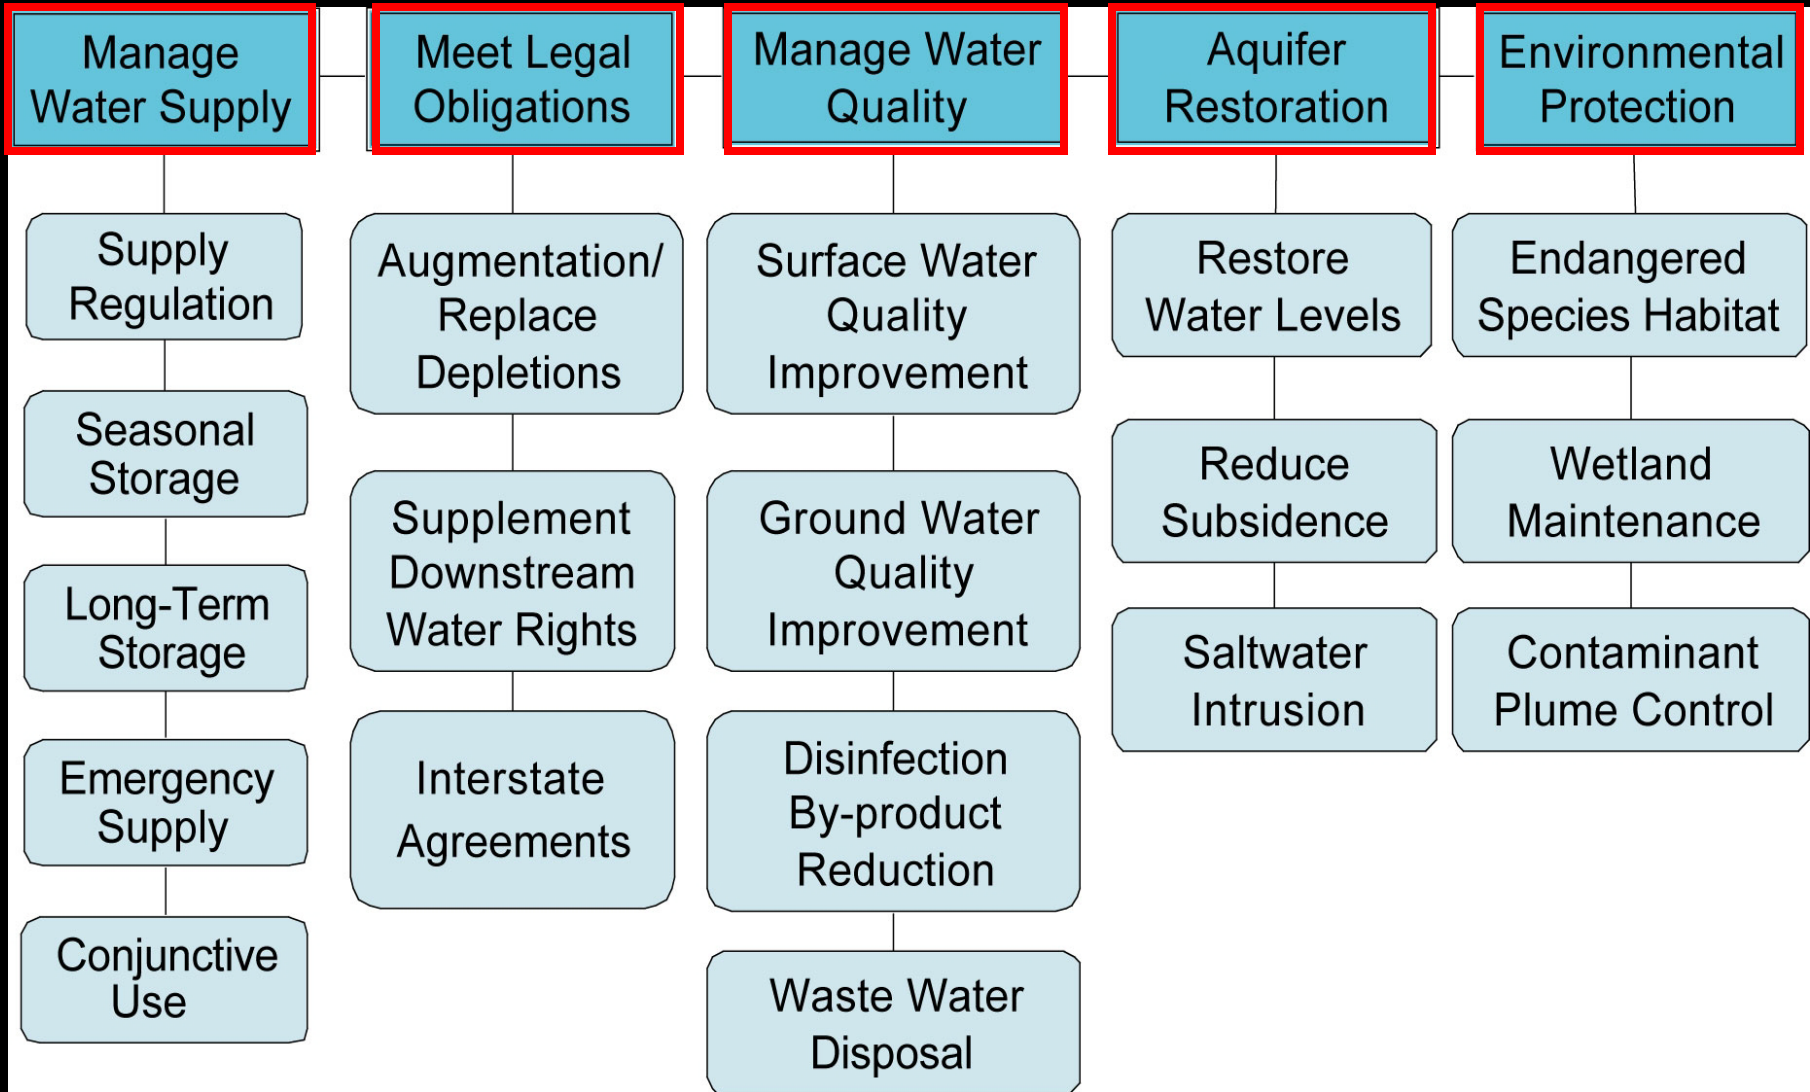 Manage
Water Supply
Meet Legal
Obligations
Manage Water
Quality
Aquifer
Restoration
Environmental
Protection
Supply
Regulation
Seasonal
Storage
Long-Term
Storage
Emergency
Supply
Conjunctive
Use
Augmentation/
Replace
Depletions
Supplement
Downstream
Water Rights
Interstate
Agreements
Surface Water
Quality
Improvement
Ground Water
Quality
Improvement
Disinfection
By-product
Reduction
Waste Water
Disposal
Restore
Water Levels
Reduce
Subsidence
Saltwater
Intrusion
Endangered
Species Habitat
Wetland
Maintenance
Contaminant
Plume Control